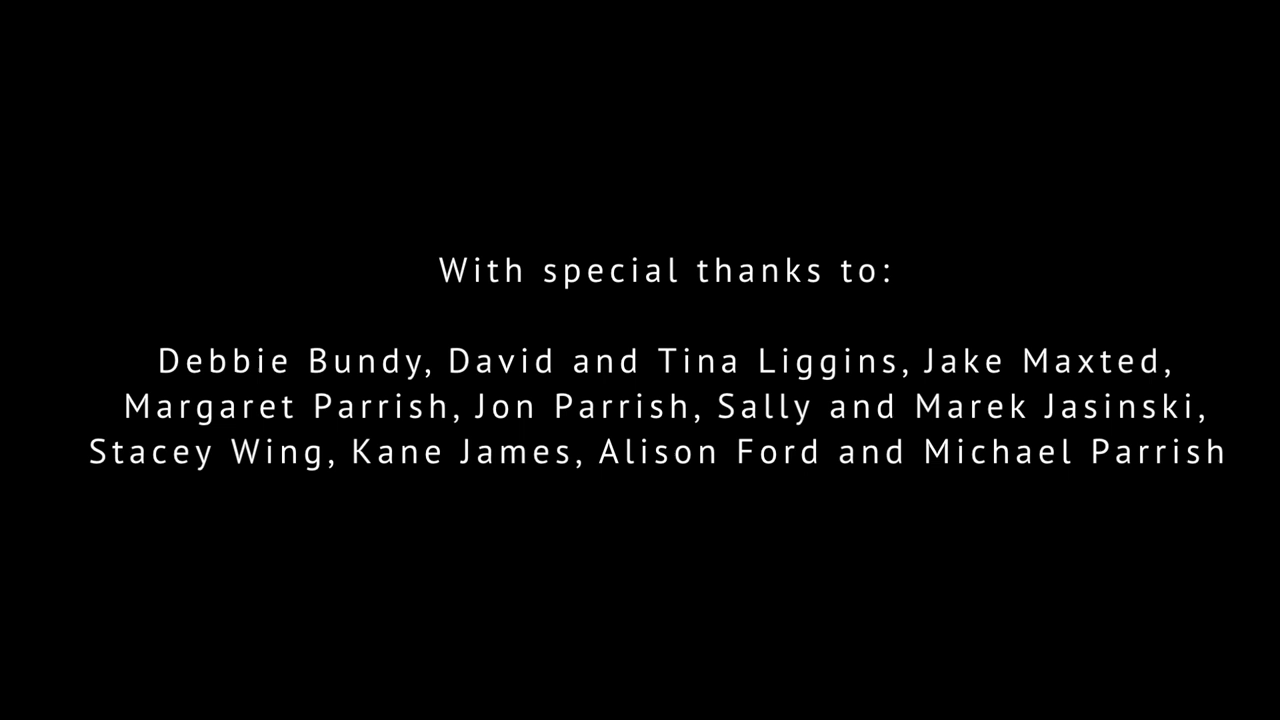 With special thanks to:
Debbie Bundy, David and Tina Liggins, Jake Maxted,
Margaret Parrish, Jon Parrish, Sally and Marek Jasinski,
Stacey Wing, Kane James, Alison Ford and Michael Parrish